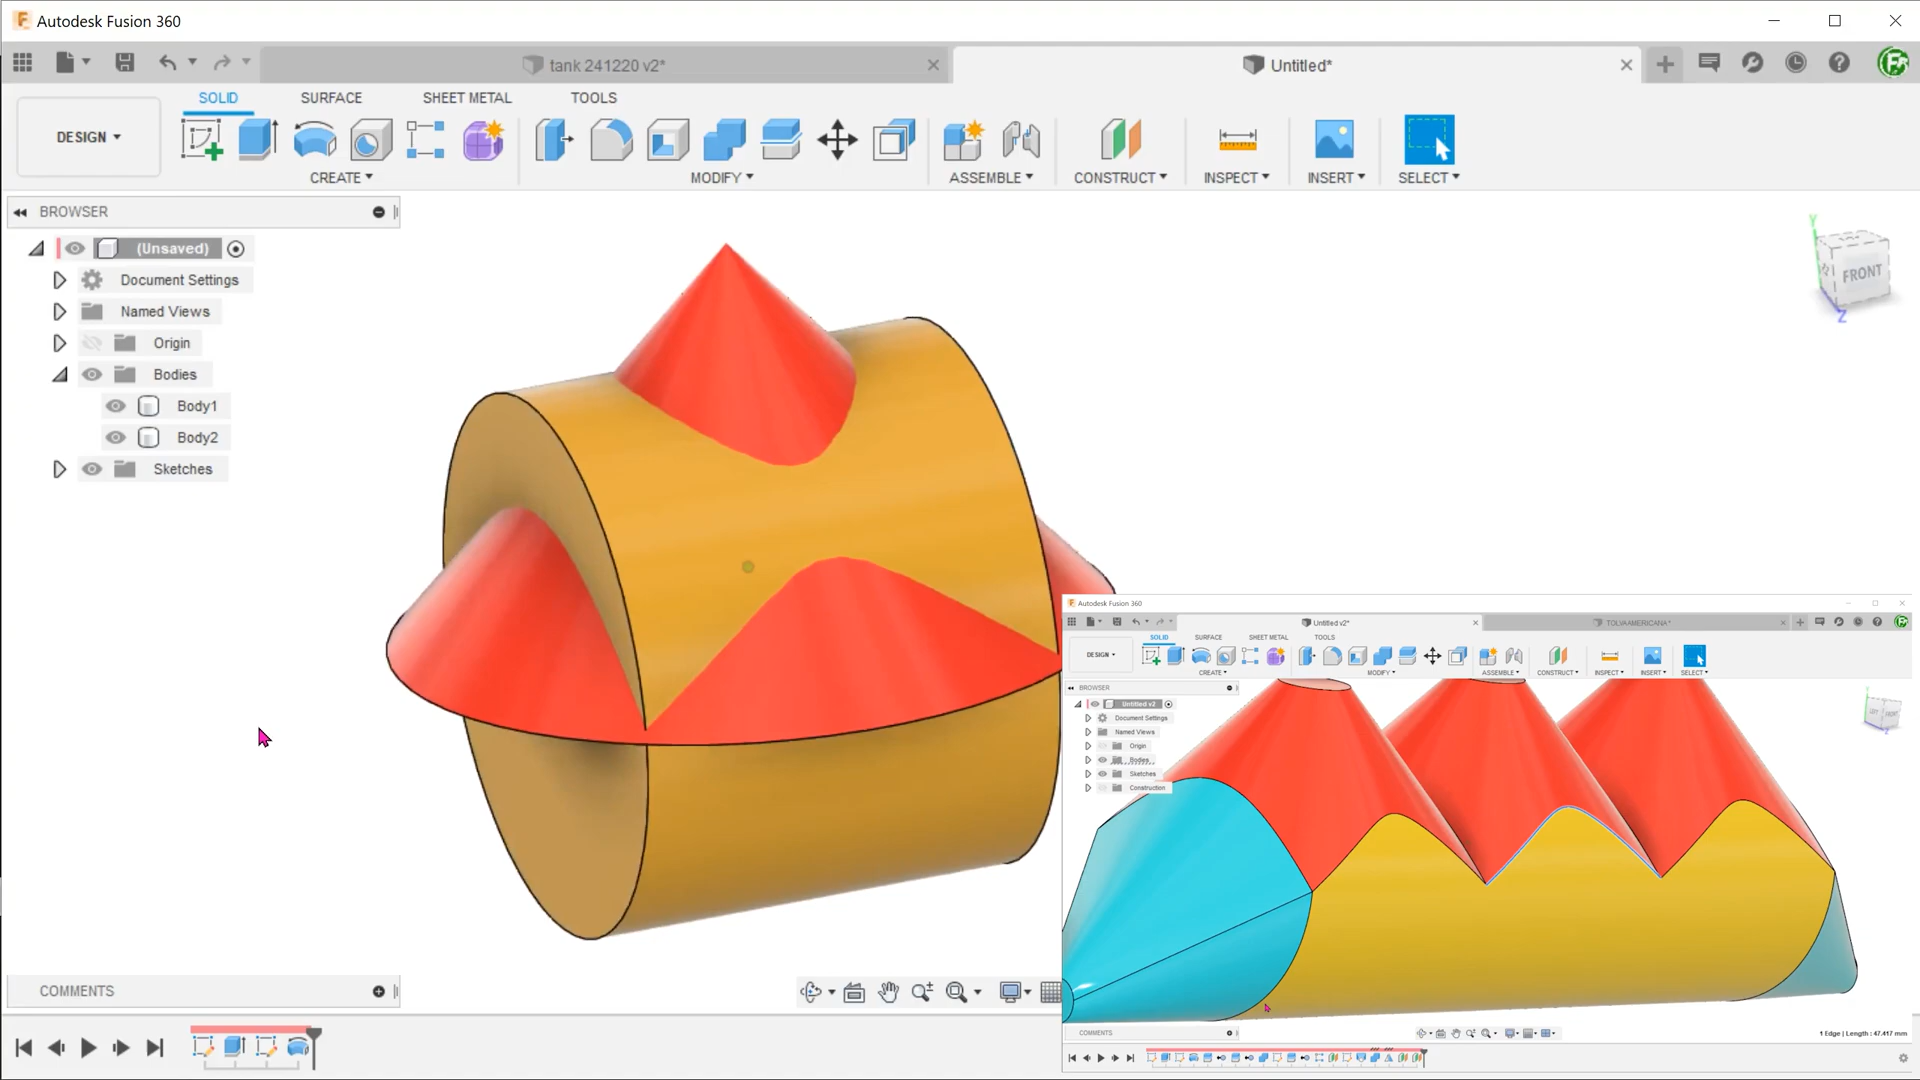 Autodesk Fusion 360
tank 241220 v2*
Untitled*
SOLID SURFACE SHEET METAL TOOLS
DESIGN
CREATE MODIFY ASSEMBLE CONSTRUCT INSPECT INSERT SELECT
BROWSER
(Unsaved)
Document Settings
Named Views
Origin
Bodies
Body1
Body2
Sketches
Y
FRONT
Z
COMMENTS
Autodesk Fusion 360
Untitled v2*
TOLVA AMERICANA*
SOLID SURFACE SHEET METAL TOOLS
DESIGN
CREATE MODIFY ASSEMBLE CONSTRUCT INSPECT INSERT SELECT
BROWSER
Untitled v2
Document Settings
Named Views
Origin
Bodies
Sketches
Construction
COMMENTS
1 Edge | Length : 47.417 mm